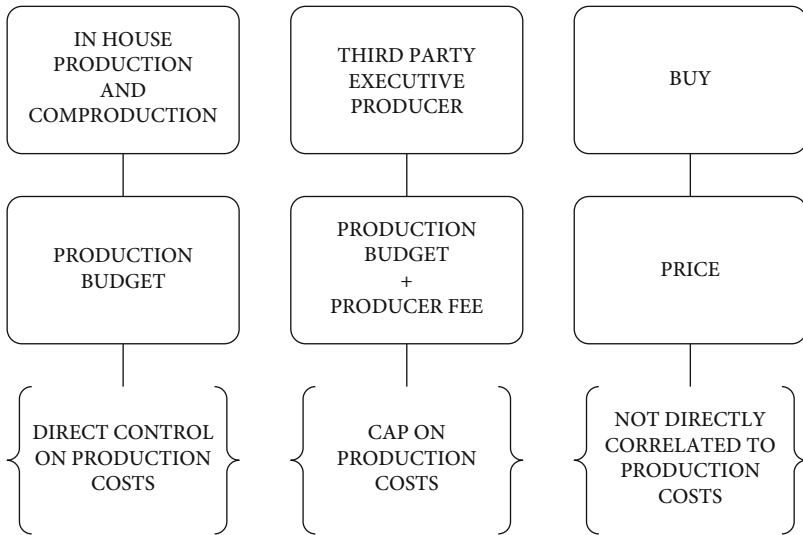 IN HOUSE
PRODUCTION
AND
COMPRODUCTION
THIRD PARTY
EXECUTIVE
PRODUCER
BUY
PRODUCTION
BUDGET
PRODUCTION
BUDGET
+
PRODUCER FEE
PRICE
DIRECT CONTROL
ON PRODUCTION
COSTS
CAP ON
PRODUCTION
COSTS
NOT DIRECTLY
CORRELATED TO
PRODUCTION
COSTS